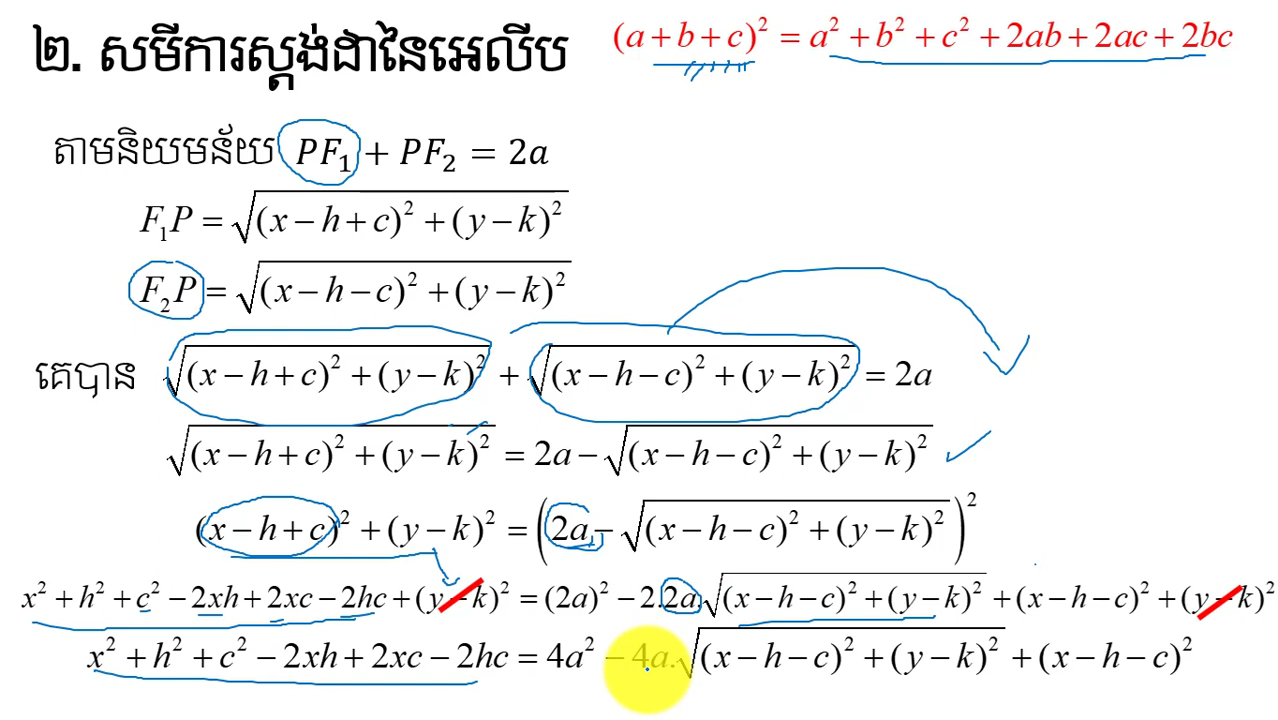 ២. សមីការស្តង់ដានៃអេលីប
(a + b + c)² = a² + b² + c² + 2ab + 2ac + 2bc
តាមនិយមន័យ PF₁ + PF₂ = 2a
F₁P = √((x − h + c)² + (y − k)²)
F₂P = √((x − h − c)² + (y − k)²)
គេបាន √((x − h + c)² + (y − k)²) + √((x − h − c)² + (y − k)²) = 2a
√((x − h + c)² + (y − k)²) = 2a − √((x − h − c)² + (y − k)²)
(x − h + c)² + (y − k)² = (2a − √((x − h − c)² + (y − k)²))²
x² + h² + c² − 2xh + 2xc − 2hc + (y − k)² = (2a)² − 2.2a.√((x − h − c)² + (y − k)²) + (x − h − c)² + (y − k)²
x² + h² + c² − 2xh + 2xc − 2hc = 4a² − 4a.√((x − h − c)² + (y − k)²) + (x − h − c)²